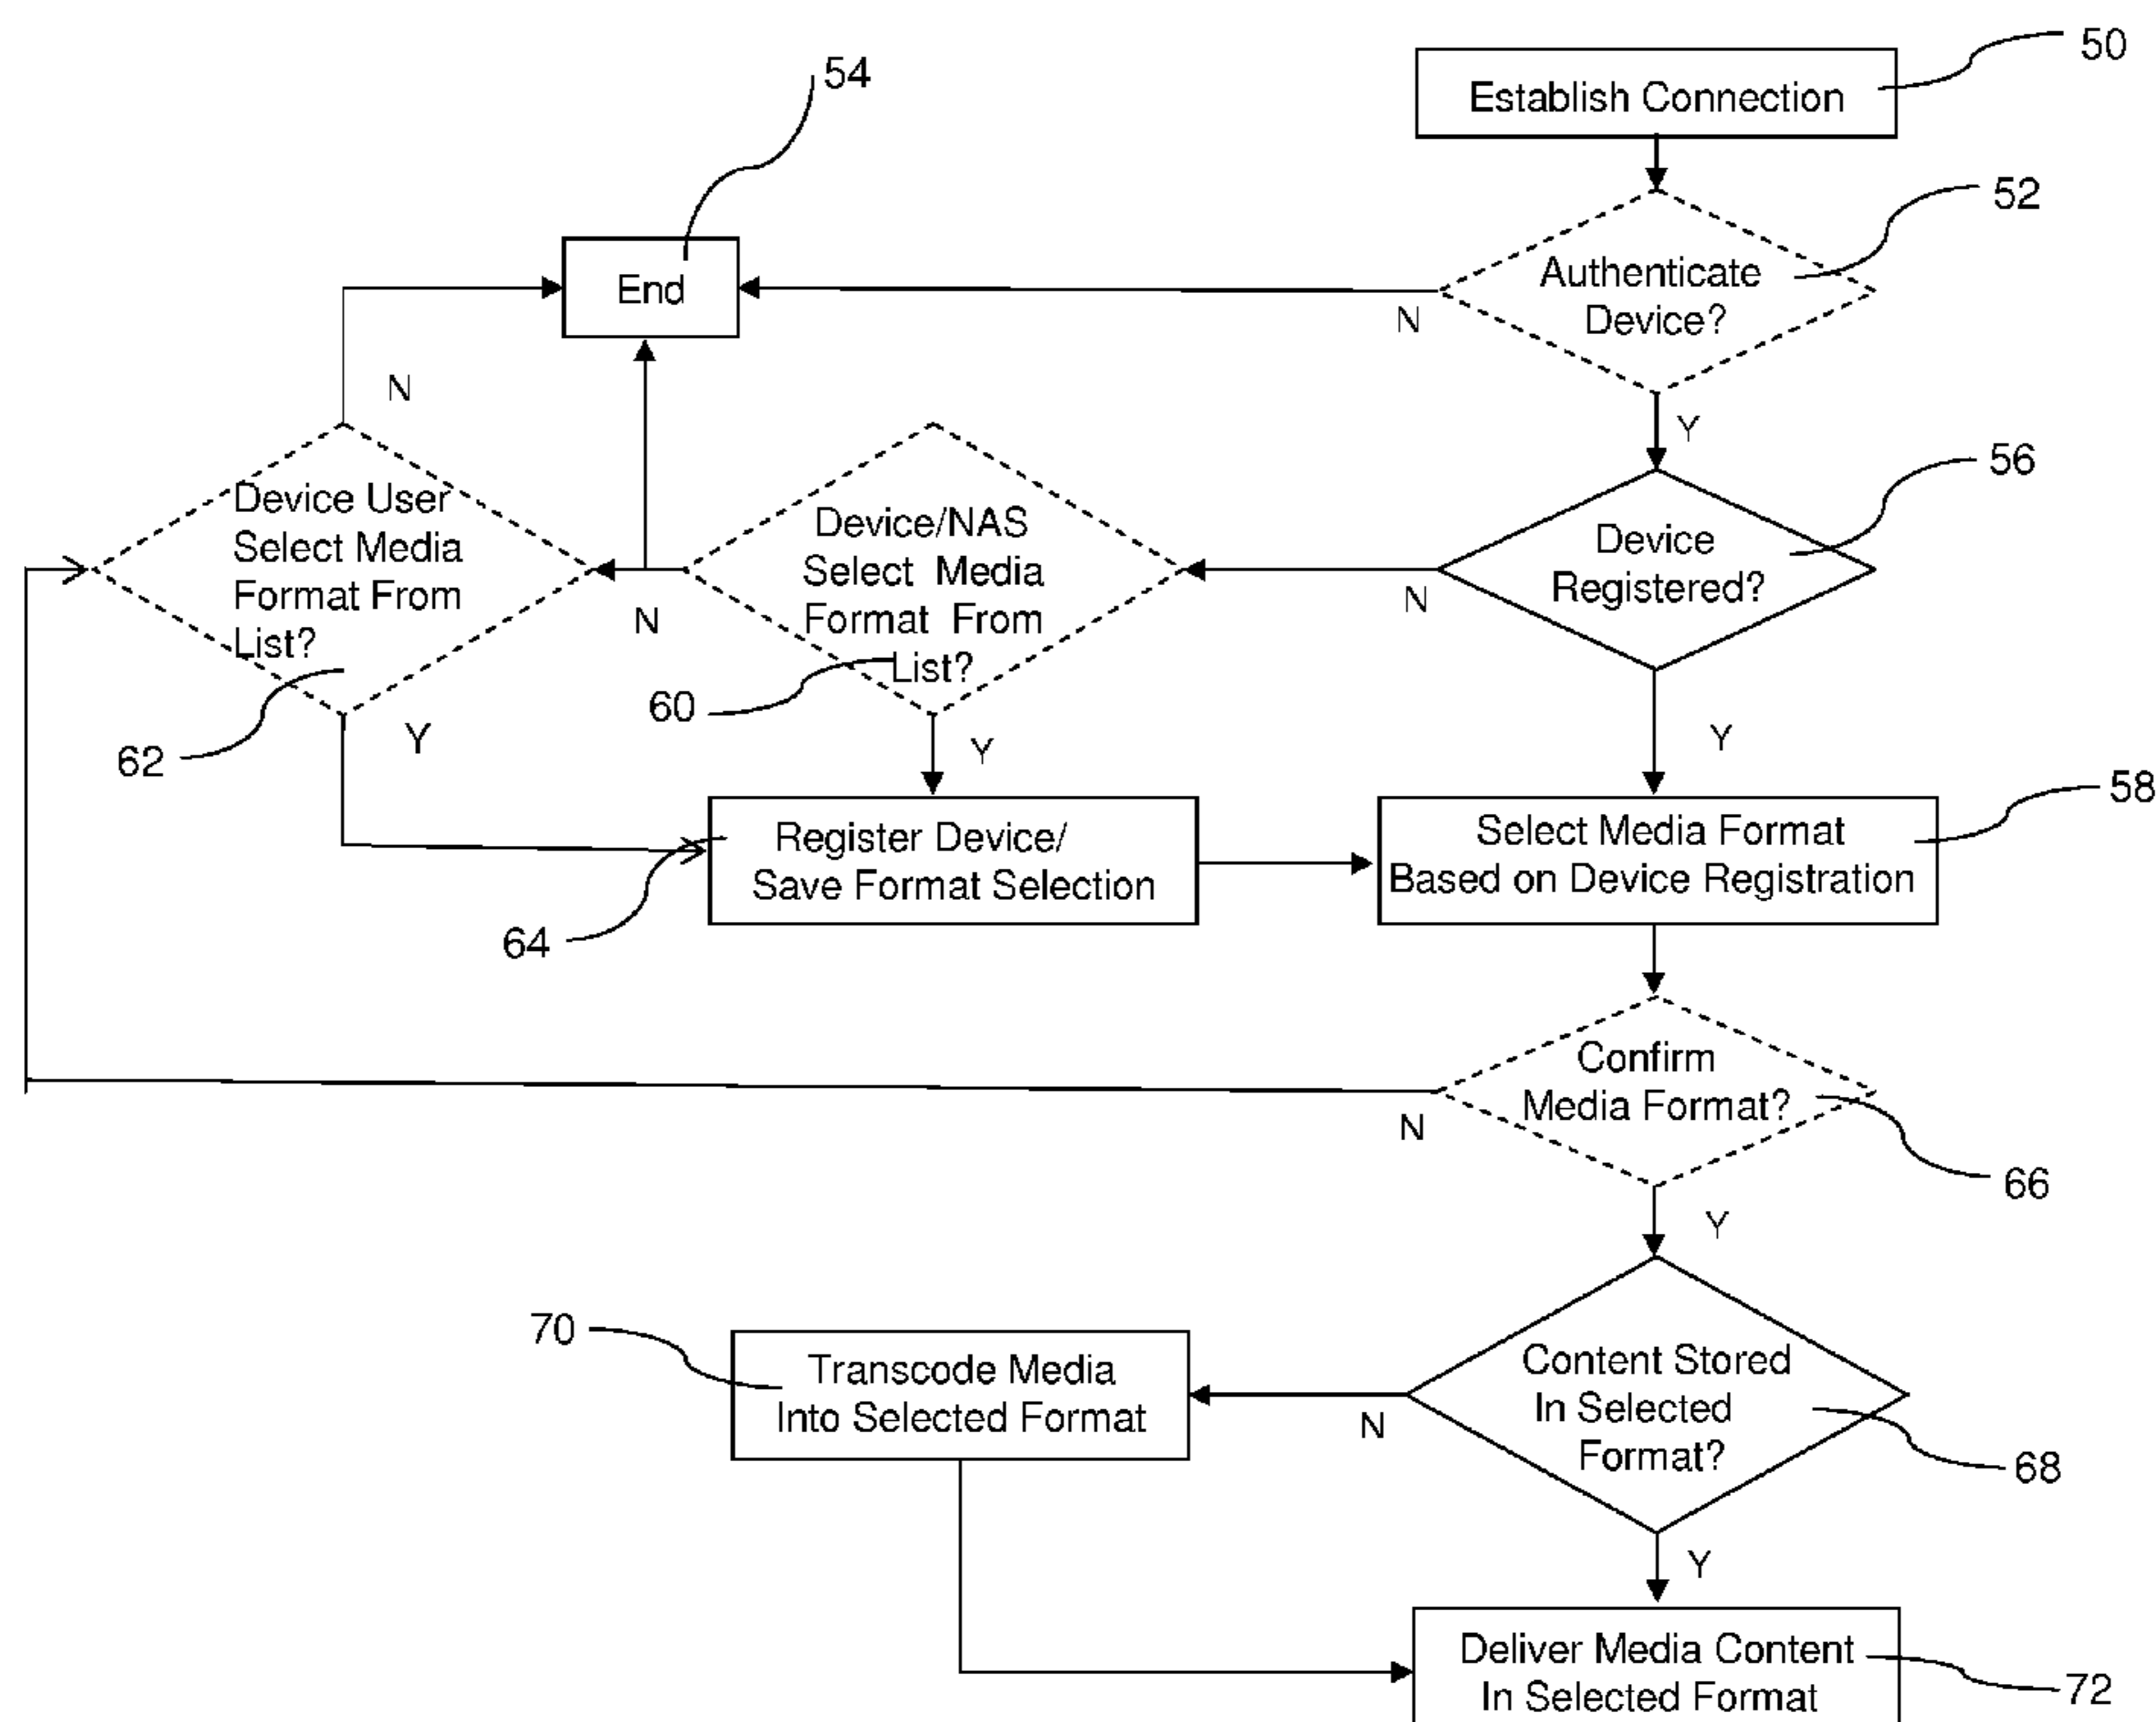 50
Establish Connection
54
52
End
Authenticate
Device?
N
N
Y
56
Device User
Select Media
Format From
List?
Device/NAS
Select Media
Format From
List?
Device
Registered?
N
N
60
62
Y
Y
Y
58
Register Device/
Save Format Selection
Select Media Format
Based on Device Registration
64
Confirm
Media Format?
N
66
Y
70
Transcode Media
Into Selected Format
Content Stored
In Selected
Format?
N
68
Y
Deliver Media Content
In Selected Format
72